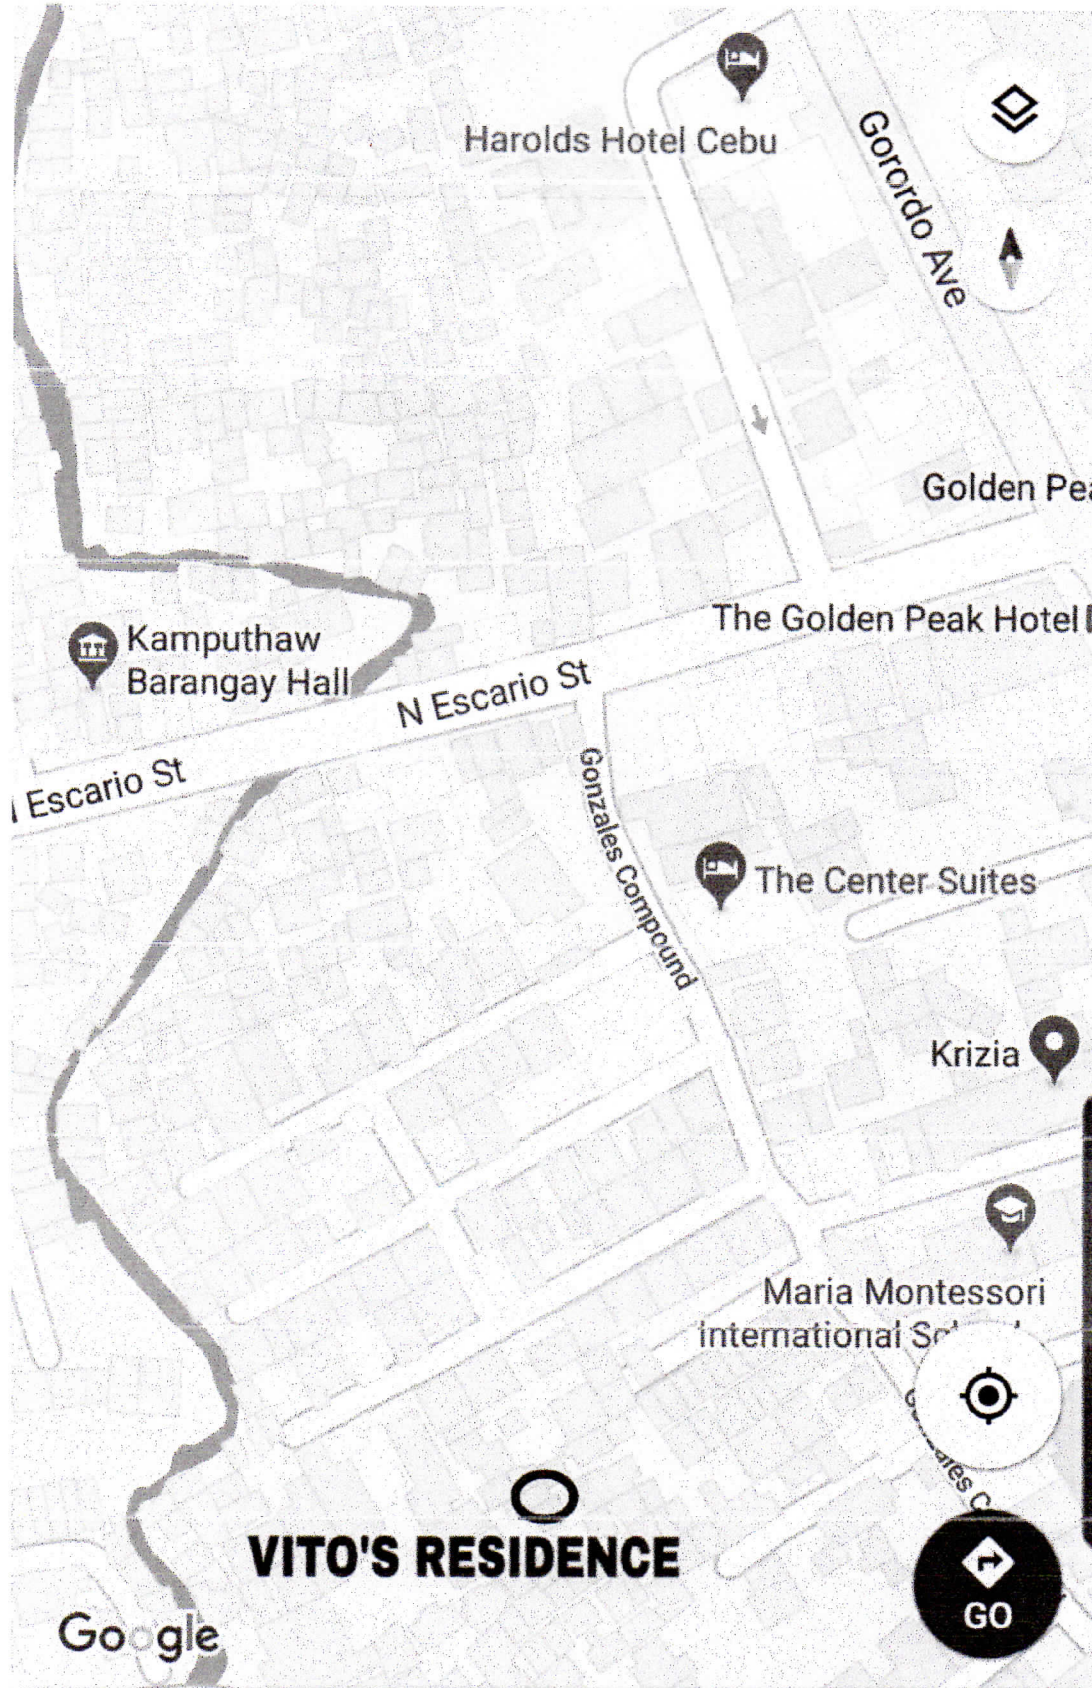 Harolds Hotel Cebu
Gorordo Ave
Golden Pea
The Golden Peak Hotel
Kamputhaw
Barangay Hall
N Escario St
Escario St
Gonzales Compound
The Center Suites
Krizia
Maria Montessori
International
VITO'S RESIDENCE
GO
Google